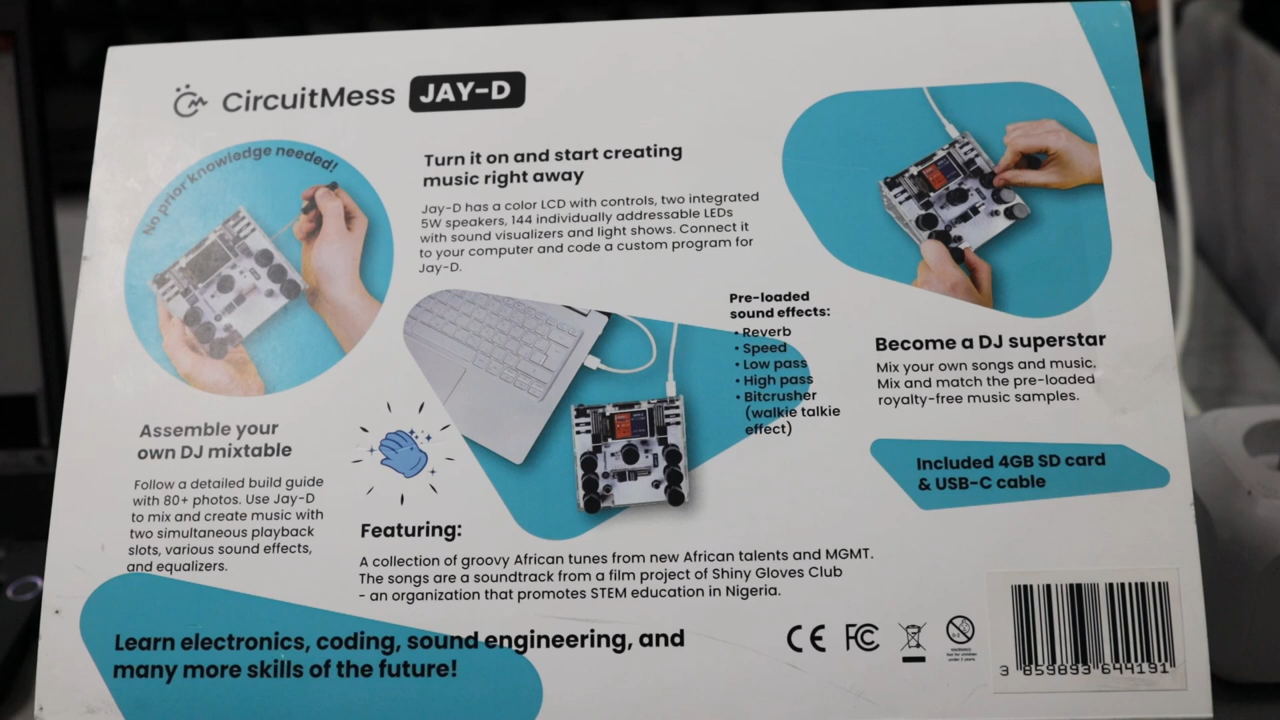 CircuitMess JAY-D
No prior knowledge needed!
Turn it on and start creating
music right away
Jay-D has a color LCD with controls, two integrated
5W speakers, 144 individually addressable LEDs
with sound visualizers and light shows. Connect it
to your computer and code a custom program for
Jay-D.
Pre-loaded
sound effects:
• Reverb
• Speed
• Low pass
• High pass
• Bitcrusher
(walkie talkie
effect)
Become a DJ superstar
Mix your own songs and music.
Mix and match the pre-loaded
royalty-free music samples.
Included 4GB SD card
& USB-C cable
Assemble your
own DJ mixtable
Follow a detailed build guide
with 80+ photos. Use Jay-D
to mix and create music with
two simultaneous playback
slots, various sound effects,
and equalizers.
Featuring:
A collection of groovy African tunes from new African talents and MGMT.
The songs are a soundtrack from a film project of Shiny Gloves Club
- an organization that promotes STEM education in Nigeria.
Learn electronics, coding, sound engineering, and
many more skills of the future!
CE FC
3 859893 644191